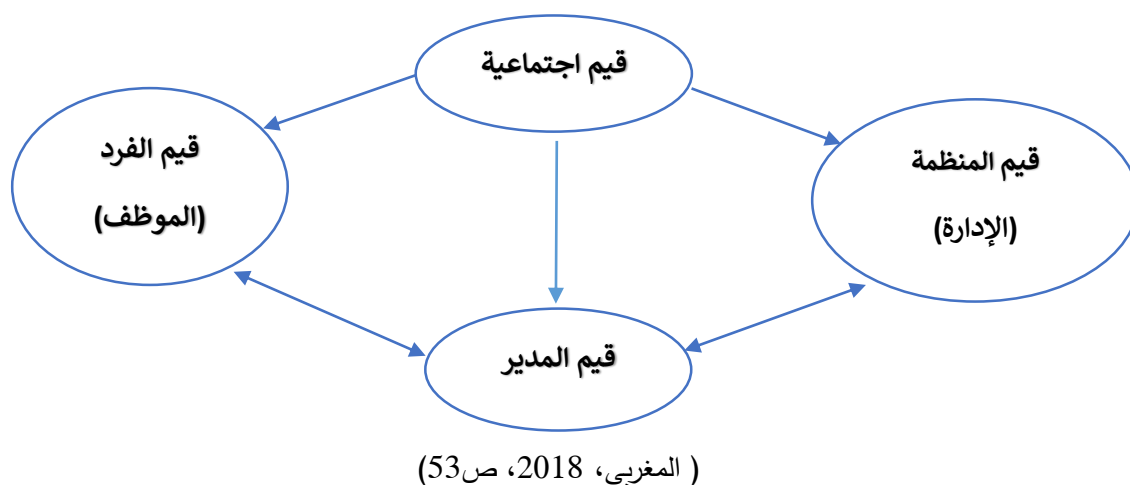 قيم اجتماعية
قيم المنظمة
(الإدارة)
قيم الفرد
(الموظف)
قيم المدير
( المغربي، 2018، ص53)